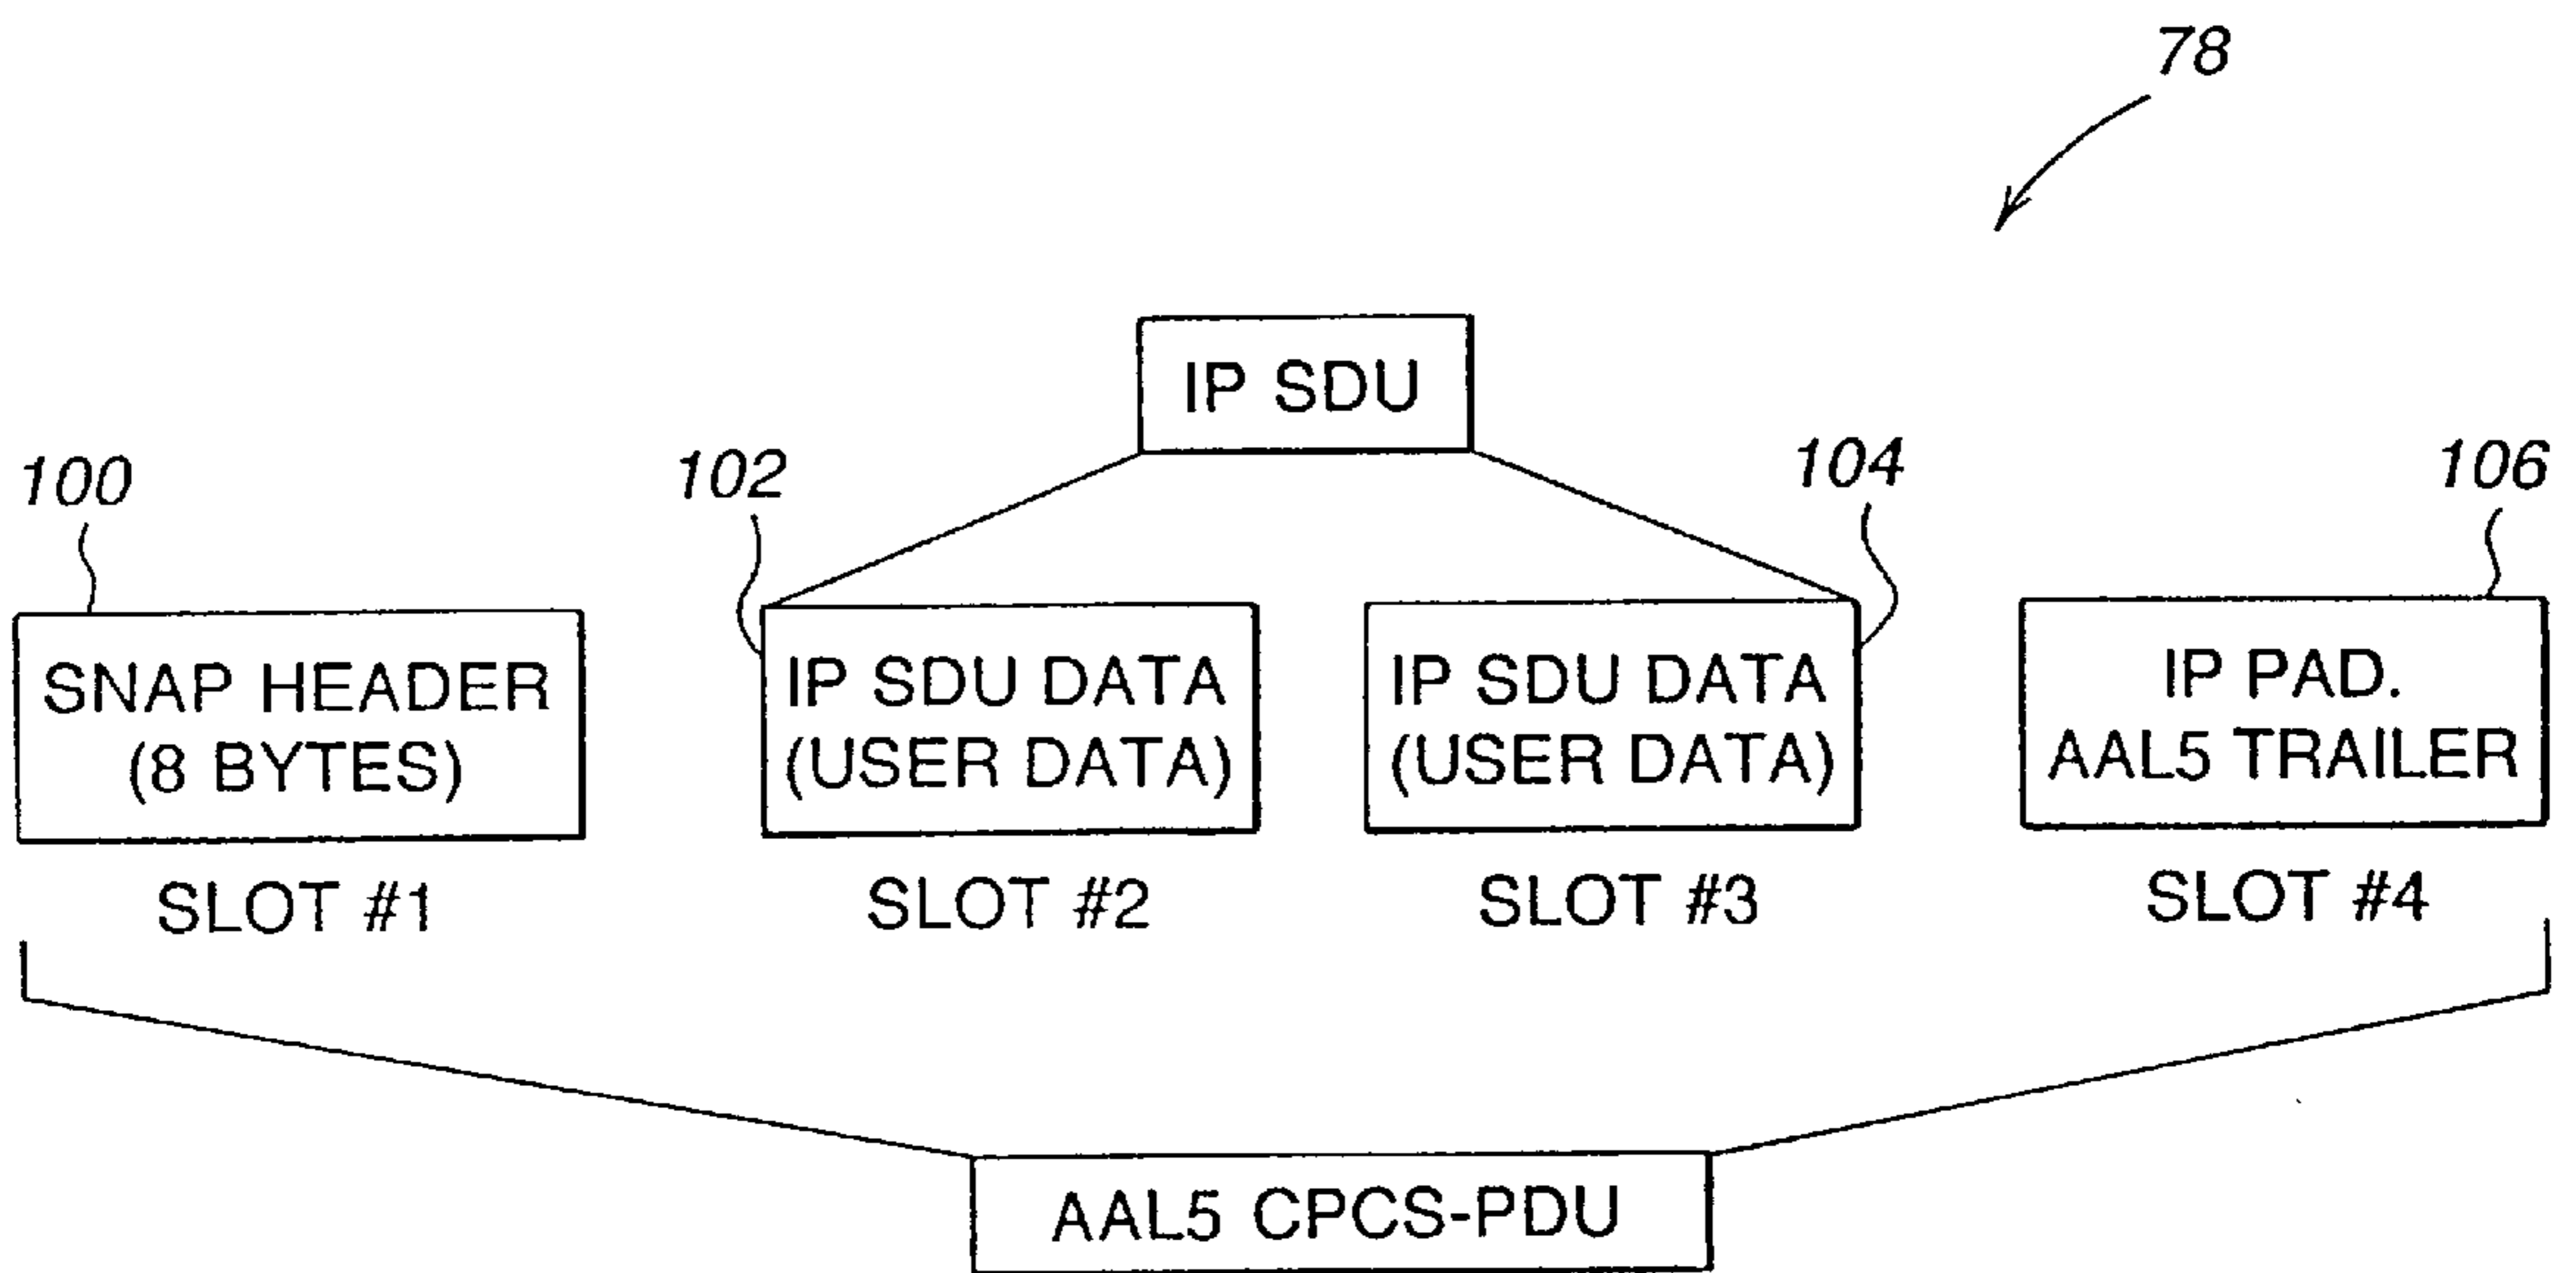 78
IP SDU
100
102
104
106
SNAP HEADER
(8 BYTES)
IP SDU DATA
(USER DATA)
IP SDU DATA
(USER DATA)
IP PAD.
AAL5 TRAILER
SLOT #1
SLOT #2
SLOT #3
SLOT #4
AAL5 CPCS-PDU